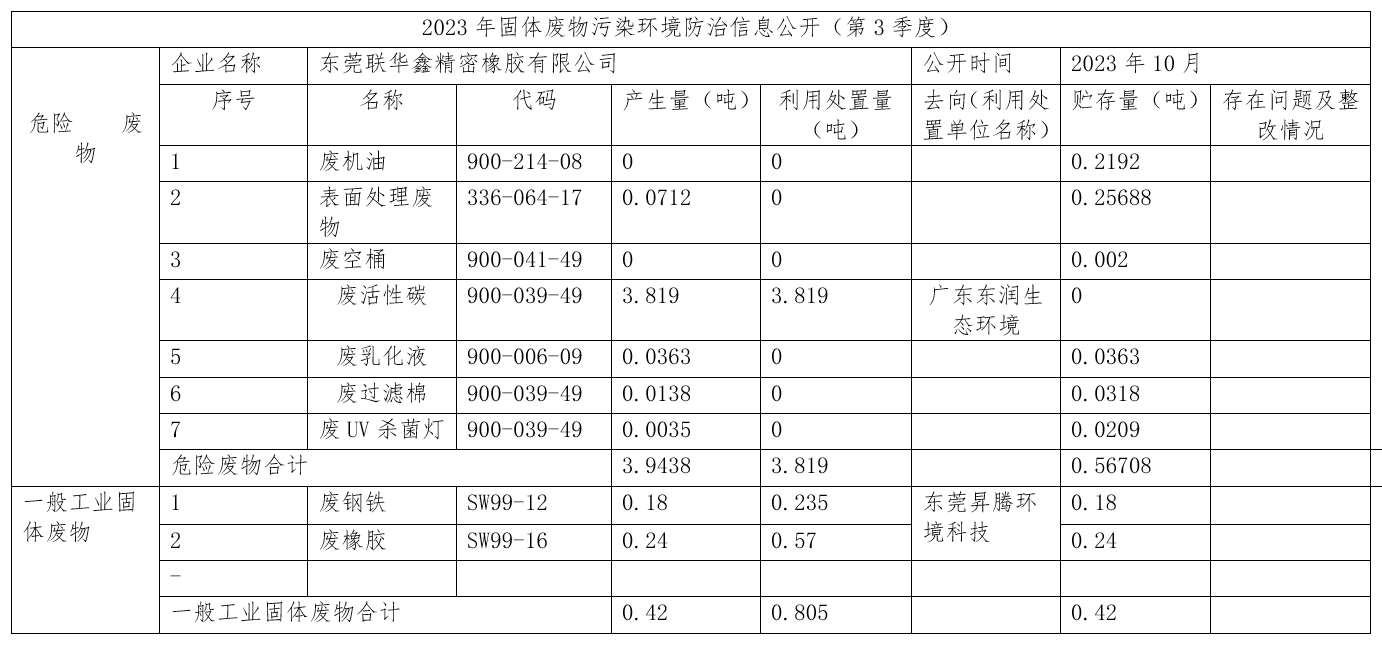 2023年固体废物污染环境防治信息公开（第3季度）
危险 废
物
企业名称 东莞联华鑫精密橡胶有限公司 公开时间 2023年10月
序号 名称 代码 产生量（吨） 利用处置量 去向（利用处 贮存量（吨） 存在问题及整
（吨） 置单位名称） 改情况
1 废机油 900-214-08 0 0 0.2192
2 表面处理废 336-064-17 0.0712 0 0.25688
物
3 废空桶 900-041-49 0 0 0.002
4 废活性碳 900-039-49 3.819 3.819 广东东润生 0
态环境
5 废乳化液 900-006-09 0.0363 0 0.0363
6 废过滤棉 900-039-49 0.0138 0 0.0318
7 废UV杀菌灯 900-039-49 0.0035 0 0.0209
危险废物合计 3.9438 3.819 0.56708
一般工业固 1 废钢铁 SW99-12 0.18 0.235 东莞昇腾环 0.18
体废物 2 废橡胶 SW99-16 0.24 0.57 境科技 0.24
-
一般工业固体废物合计 0.42 0.805 0.42